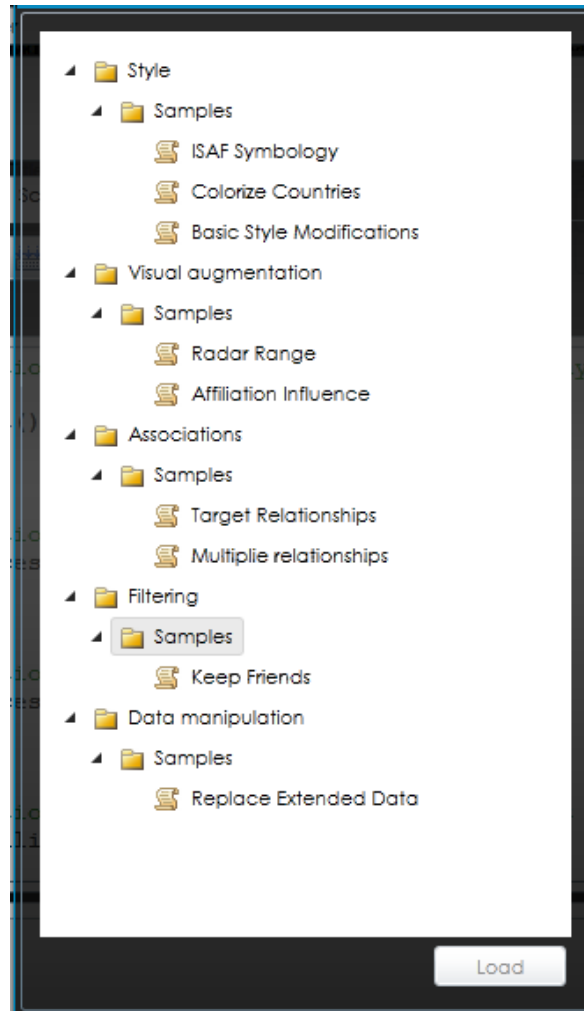 Style
Samples
ISAF Symbology
Colorize Countries
Basic Style Modifications
Visual augmentation
Samples
Radar Range
Affiliation Influence
Associations
Samples
Target Relationships
Multiplie relationships
Filtering
Samples
Keep Friends
Data manipulation
Samples
Replace Extended Data
Load